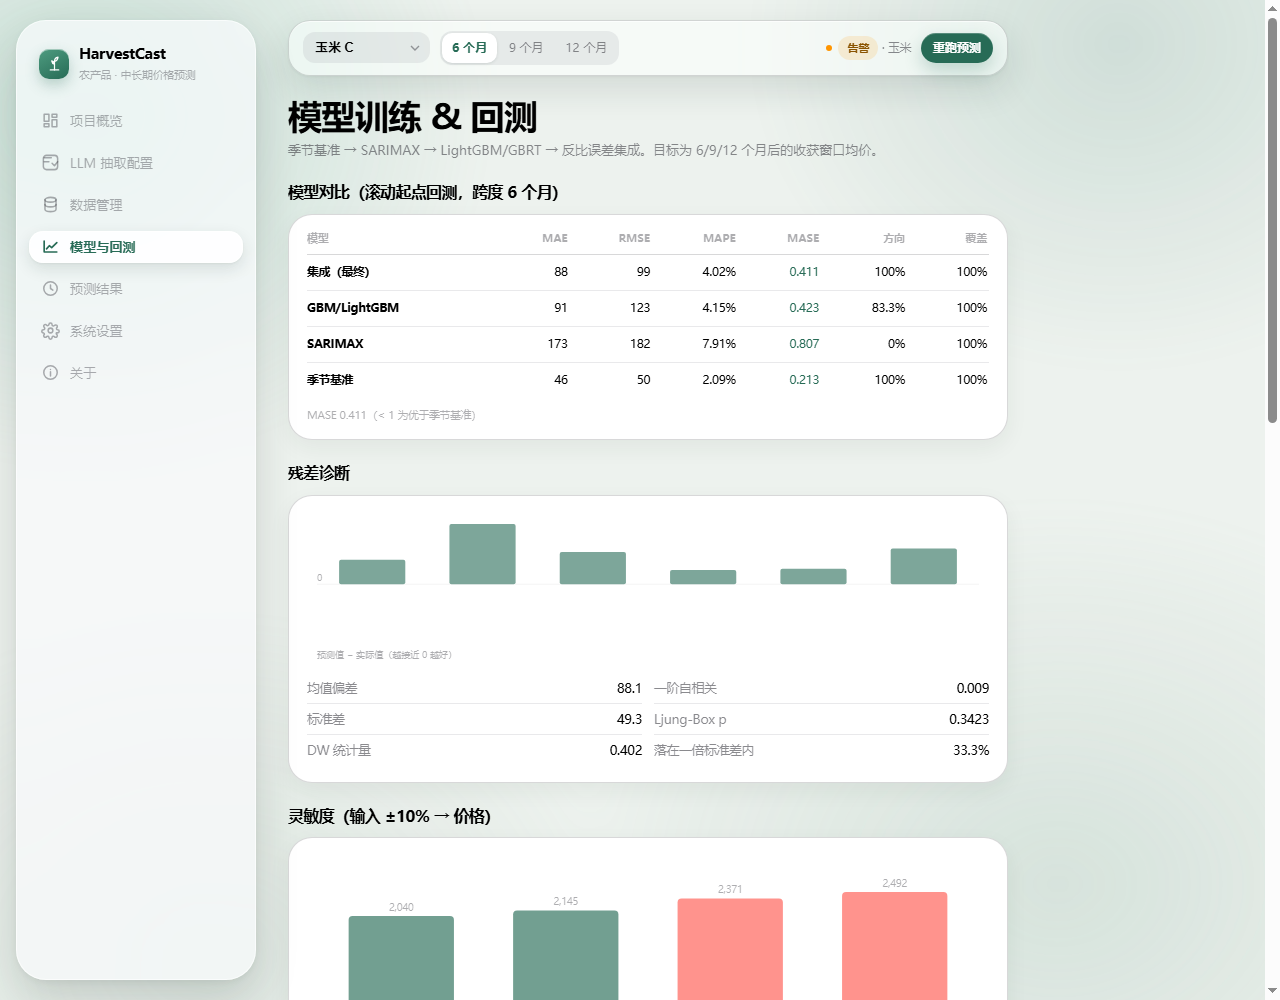 HarvestCast
农产品 · 中长期价格预测
项目概览
LLM 抽取配置
数据管理
模型与回测
预测结果
系统设置
关于
玉米 C
6 个月
9 个月
12 个月
告警 · 玉米
重跑预测
模型训练 & 回测
季节基准 → SARIMAX → LightGBM/GBRT → 反比误差集成。目标为 6/9/12 个月后的收获窗口均价。
模型对比（滚动起点回测，跨度 6 个月）
模型 MAE RMSE MAPE MASE 方向 覆盖
集成（最终） 88 99 4.02% 0.411 100% 100%
GBM/LightGBM 91 123 4.15% 0.423 83.3% 100%
SARIMAX 173 182 7.91% 0.807 0% 100%
季节基准 46 50 2.09% 0.213 100% 100%
MASE 0.411（< 1 为优于季节基准）
残差诊断
0
预测值 − 实际值（越接近 0 越好）
均值偏差 88.1 一阶自相关 0.009
标准差 49.3 Ljung-Box p 0.3423
DW 统计量 0.402 落在一倍标准差内 33.3%
灵敏度（输入 ±10% → 价格）
2,040 2,145 2,371 2,492